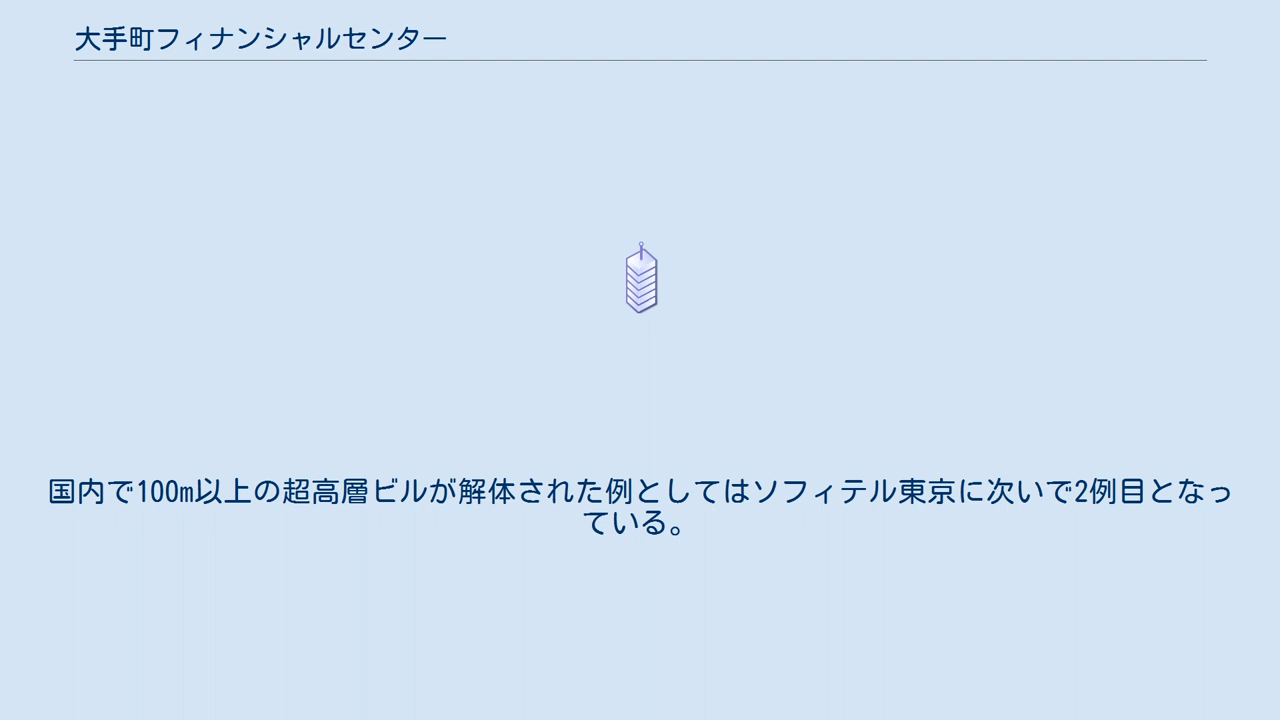 大手町フィナンシャルセンター
国内で100m以上の超高層ビルが解体された例としてはソフィテル東京に次いで2例目となっ
ている。